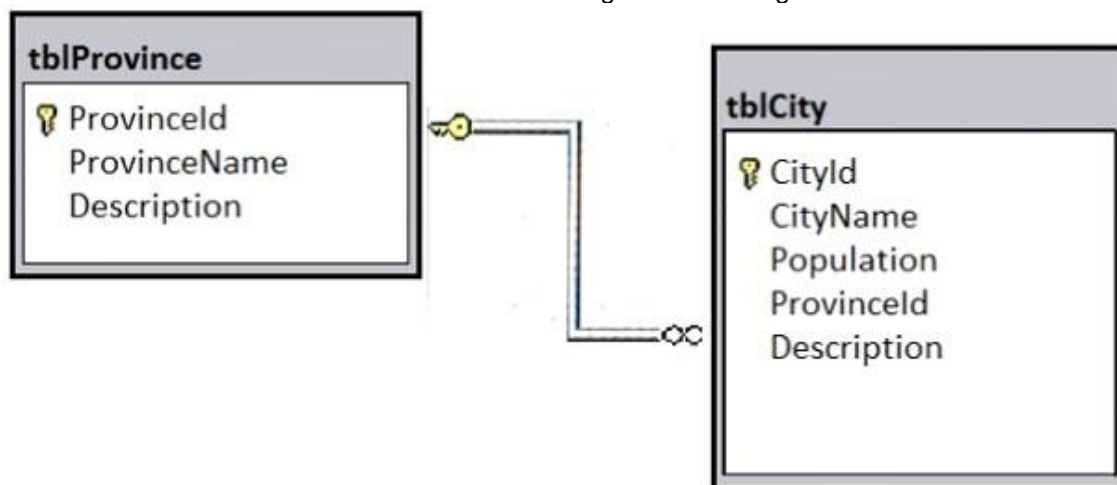 tblProvince
ProvinceId
ProvinceName
Description
tblCity
CityId
CityName
Population
ProvinceId
Description